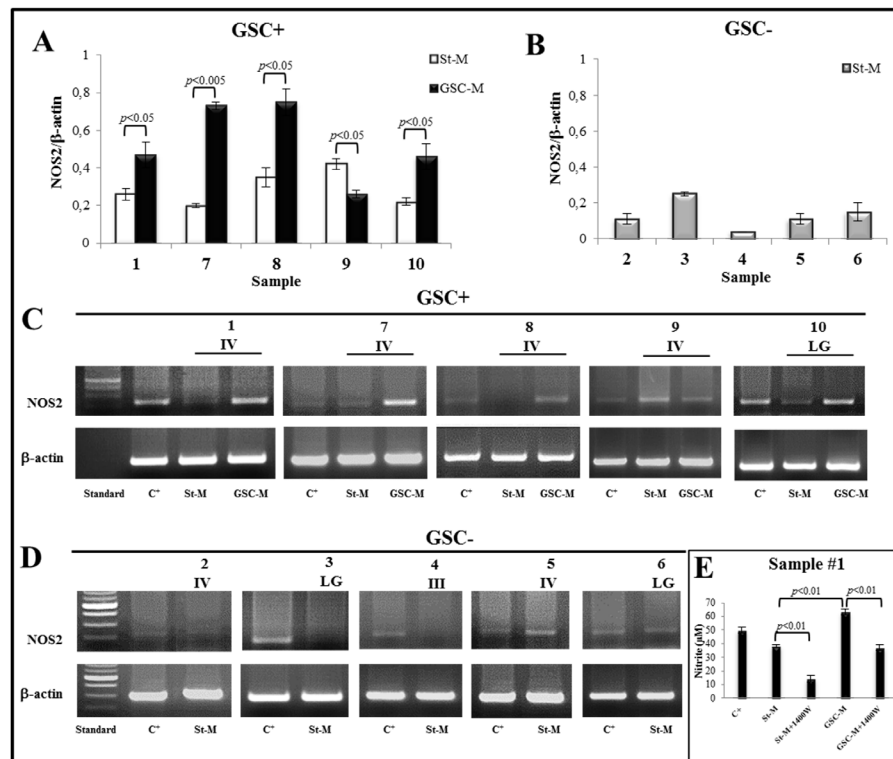 A
GSC+
NOS2/β-actin
1
0,8
0,6
0,4
0,2
0
p<0.05
p<0.005
p<0.05
p<0.05
p<0.05
St-M
GSC-M
1 7 8 9 10
Sample
B
GSC-
NOS2/β-actin
1
0,8
0,6
0,4
0,2
0
St-M
2 3 4 5 6
Sample
C
GSC+
1 7 8 9 10
IV IV IV IV LG
NOS2
β-actin
Standard C+ St-M GSC-M C+ St-M GSC-M C+ St-M GSC-M C+ St-M GSC-M C+ St-M GSC-M
D
GSC-
2 3 4 5 6
IV LG III IV LG
NOS2
β-actin
Standard C+ St-M C+ St-M C+ St-M C+ St-M C+ St-M
E
Sample #1
Nitrite (µM)
70
60
50
40
30
20
10
0
p<0.01
p<0.01
p<0.01
C+ St-M St-M+1400W GSC-M GSC-M+1400W